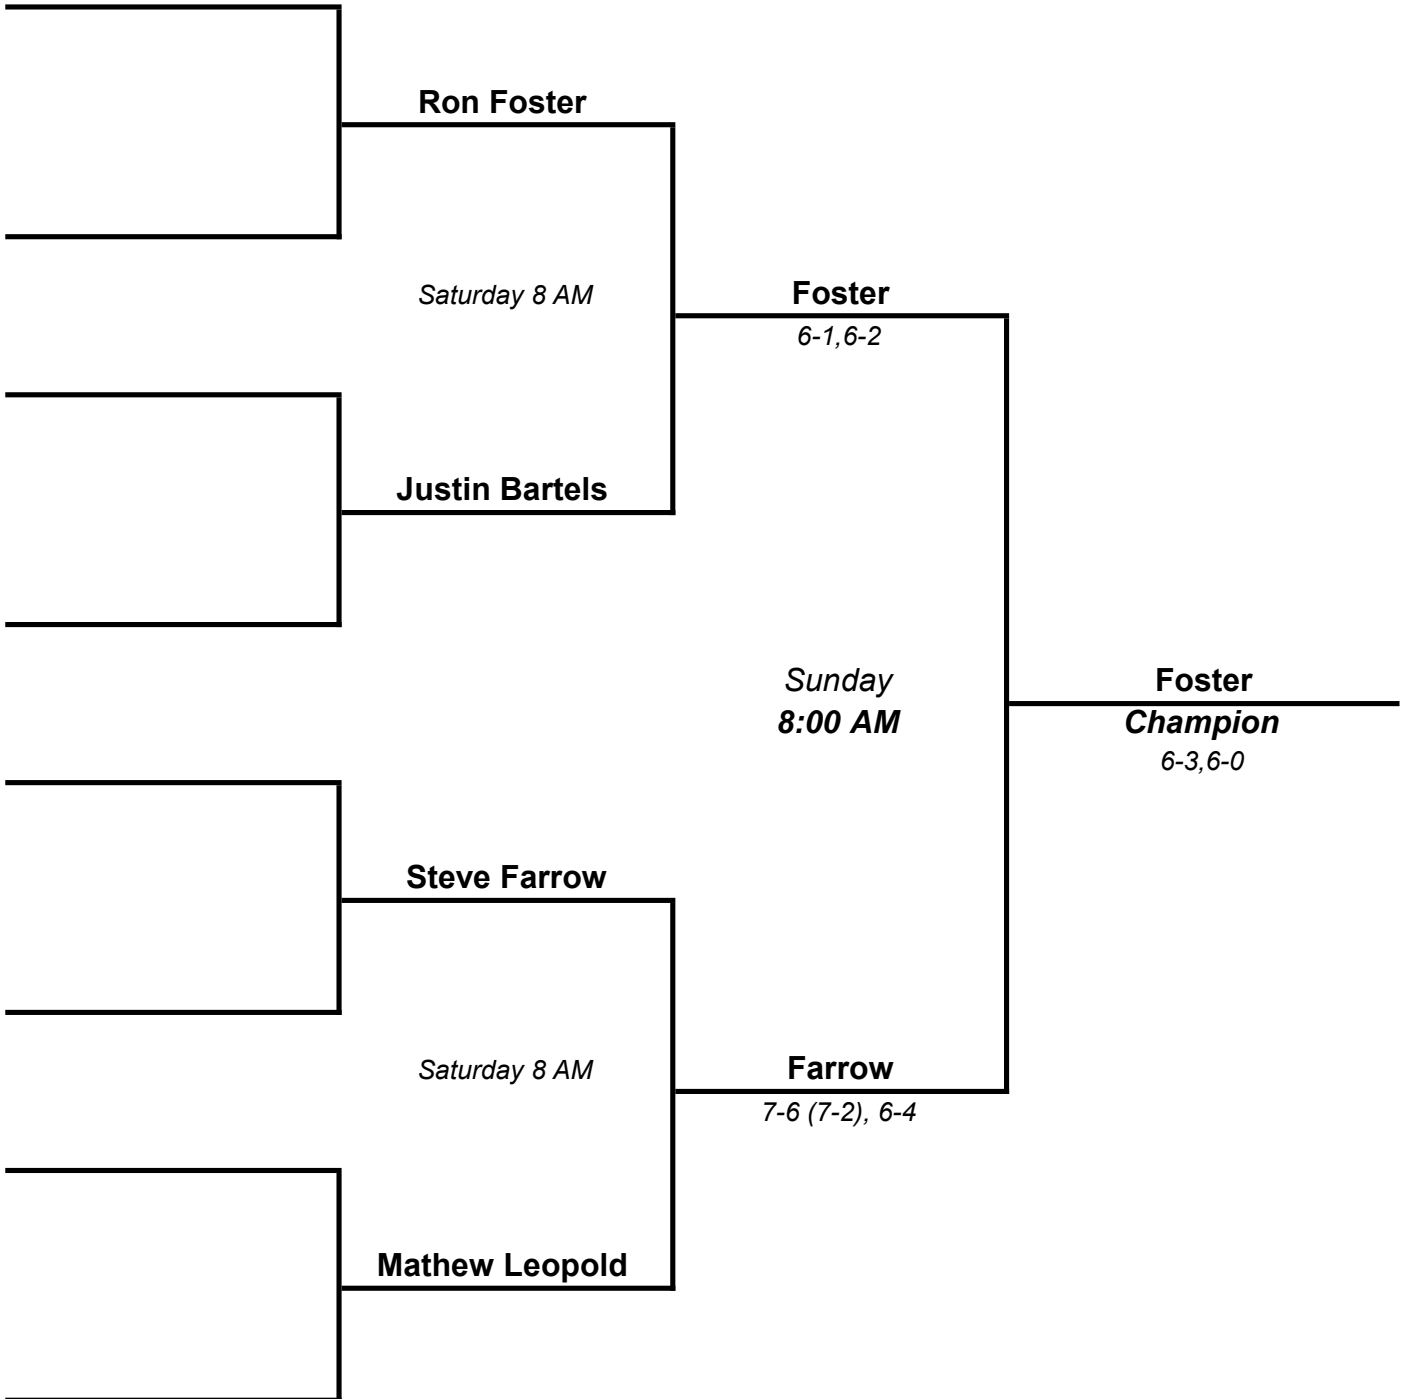 Ron Foster
Saturday 8 AM
Foster
6-1,6-2
Justin Bartels
Sunday
8:00 AM
Foster
Champion
6-3,6-0
Steve Farrow
Saturday 8 AM
Farrow
7-6 (7-2), 6-4
Mathew Leopold